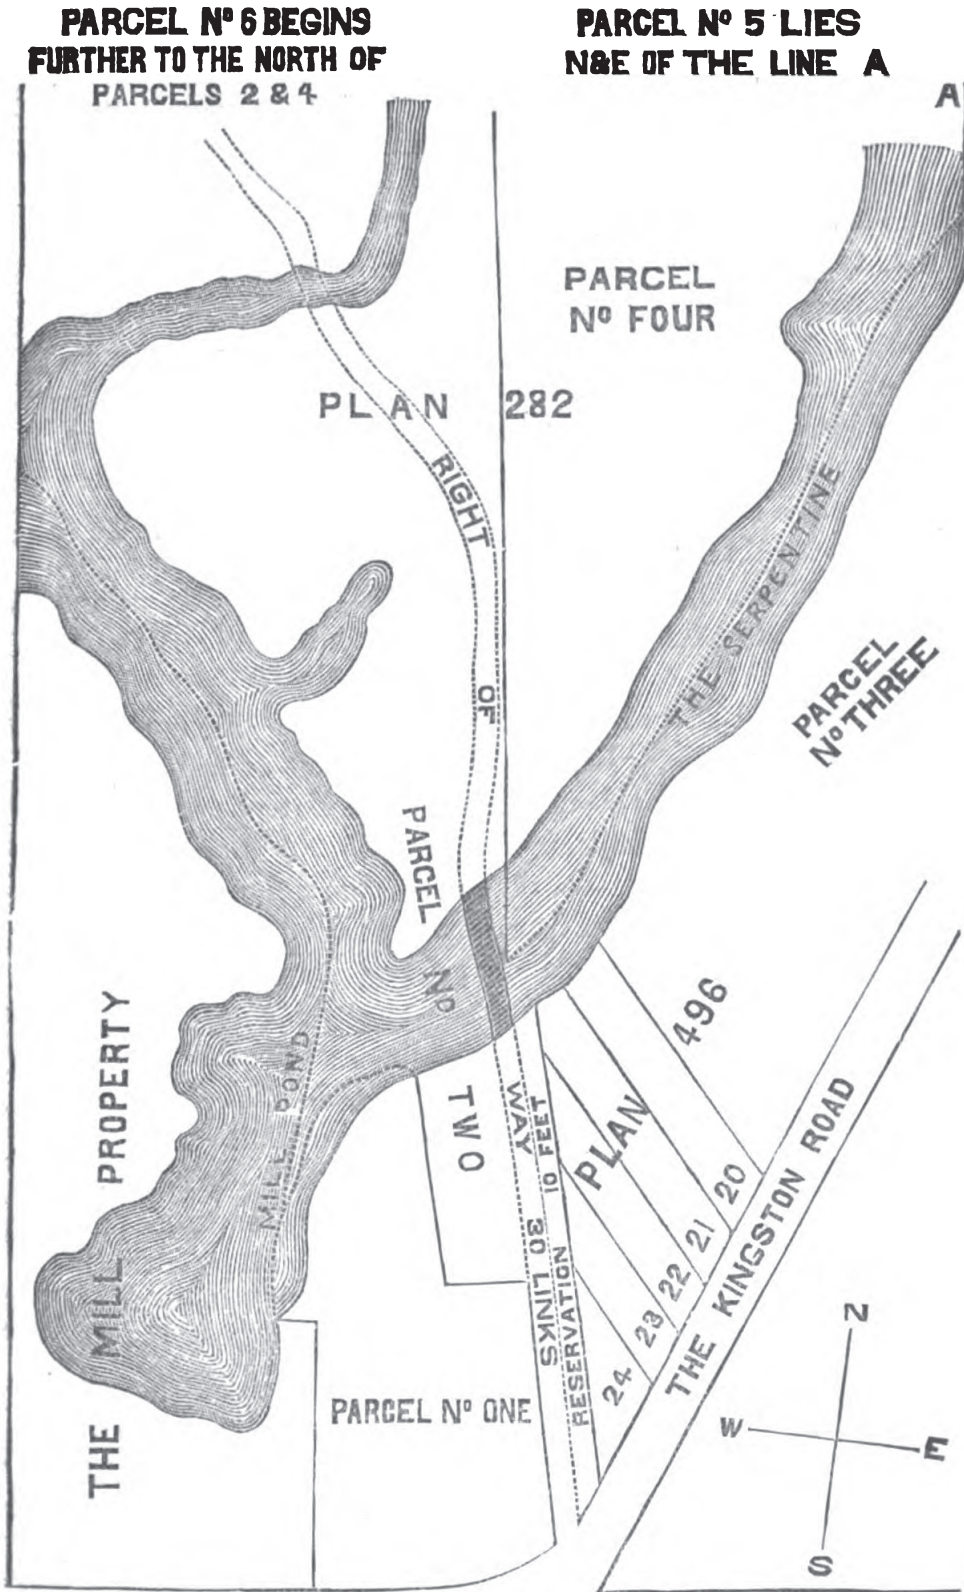 PARCEL Nº 6 BEGINS
FURTHER TO THE NORTH OF
PARCELS 2 & 4
PARCEL Nº 5 LIES
N&E OF THE LINE A
A
PARCEL
Nº FOUR
PLAN 282
RIGHT
OF
WAY
30 LINKS
THE SERPENTINE
PARCEL
Nº THREE
PARCEL
Nº
TWO
10 FEET
RESERVATION
PLAN
496
20
21
22
23
24
THE KINGSTON ROAD
MILL POND
THE MILL PROPERTY
PARCEL Nº ONE
N
W
E
S